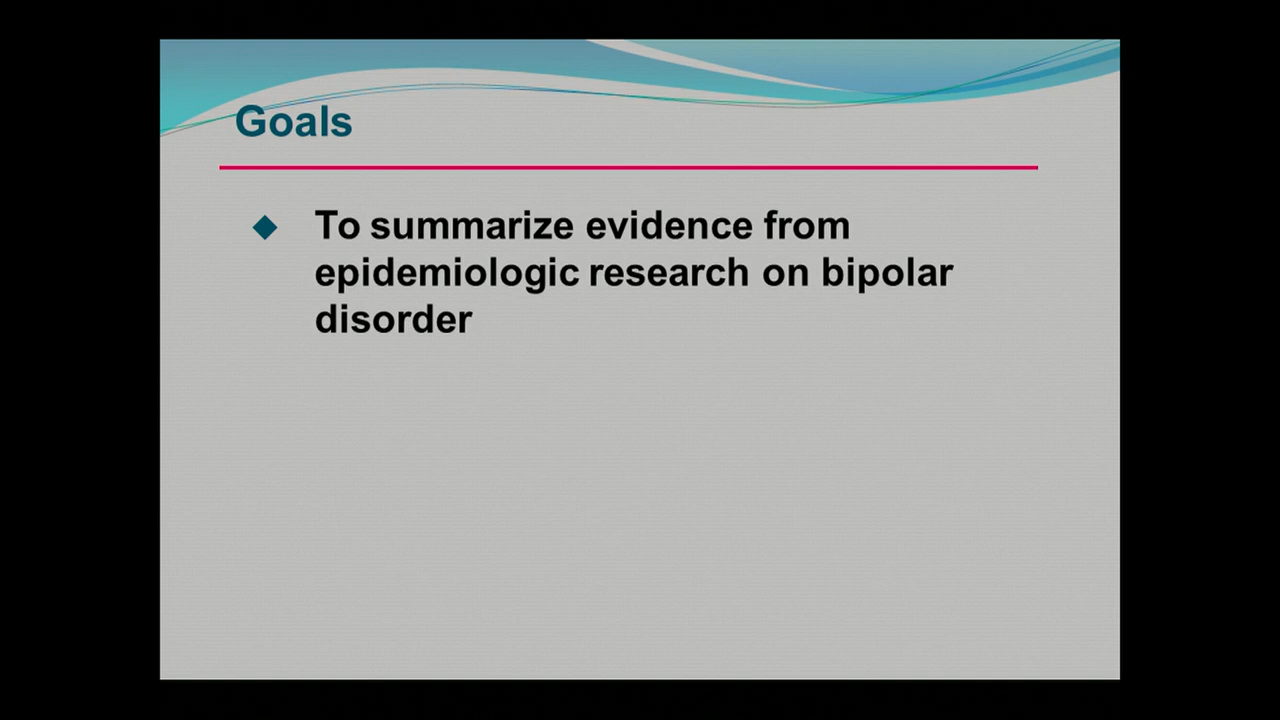 Goals
To summarize evidence from
epidemiologic research on bipolar
disorder